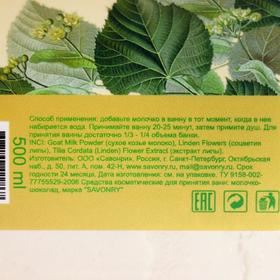 Способ применения: добавьте молочко в ванну в тот момент, когда в нее
набирается вода. Принимайте ванну 20-25 минут, затем примите душ. Для
принятия ванны достаточно 1/3 - 1/4 объема банки.
INCI: Goat Milk Powder (сухое козье молоко), Linden Flowers (соцветия
липы), Tilia Cordata (Linden) Flower Extract (экстракт липы).
Изготовитель: ООО «Савонри», Россия, г. Санкт-Петербург, Октябрьская
наб., д. 50, лит. А, пом. 42-Н, www.savonry.ru, mail@savonry.ru Срок
годности 24 месяца. Дата изготовления: см. на упаковке. ТУ 9158-002-
77755929-2006 Средства косметические для принятия ванн: молочко-
шоколад, марка "SAVONRY"
500 ml
EAC